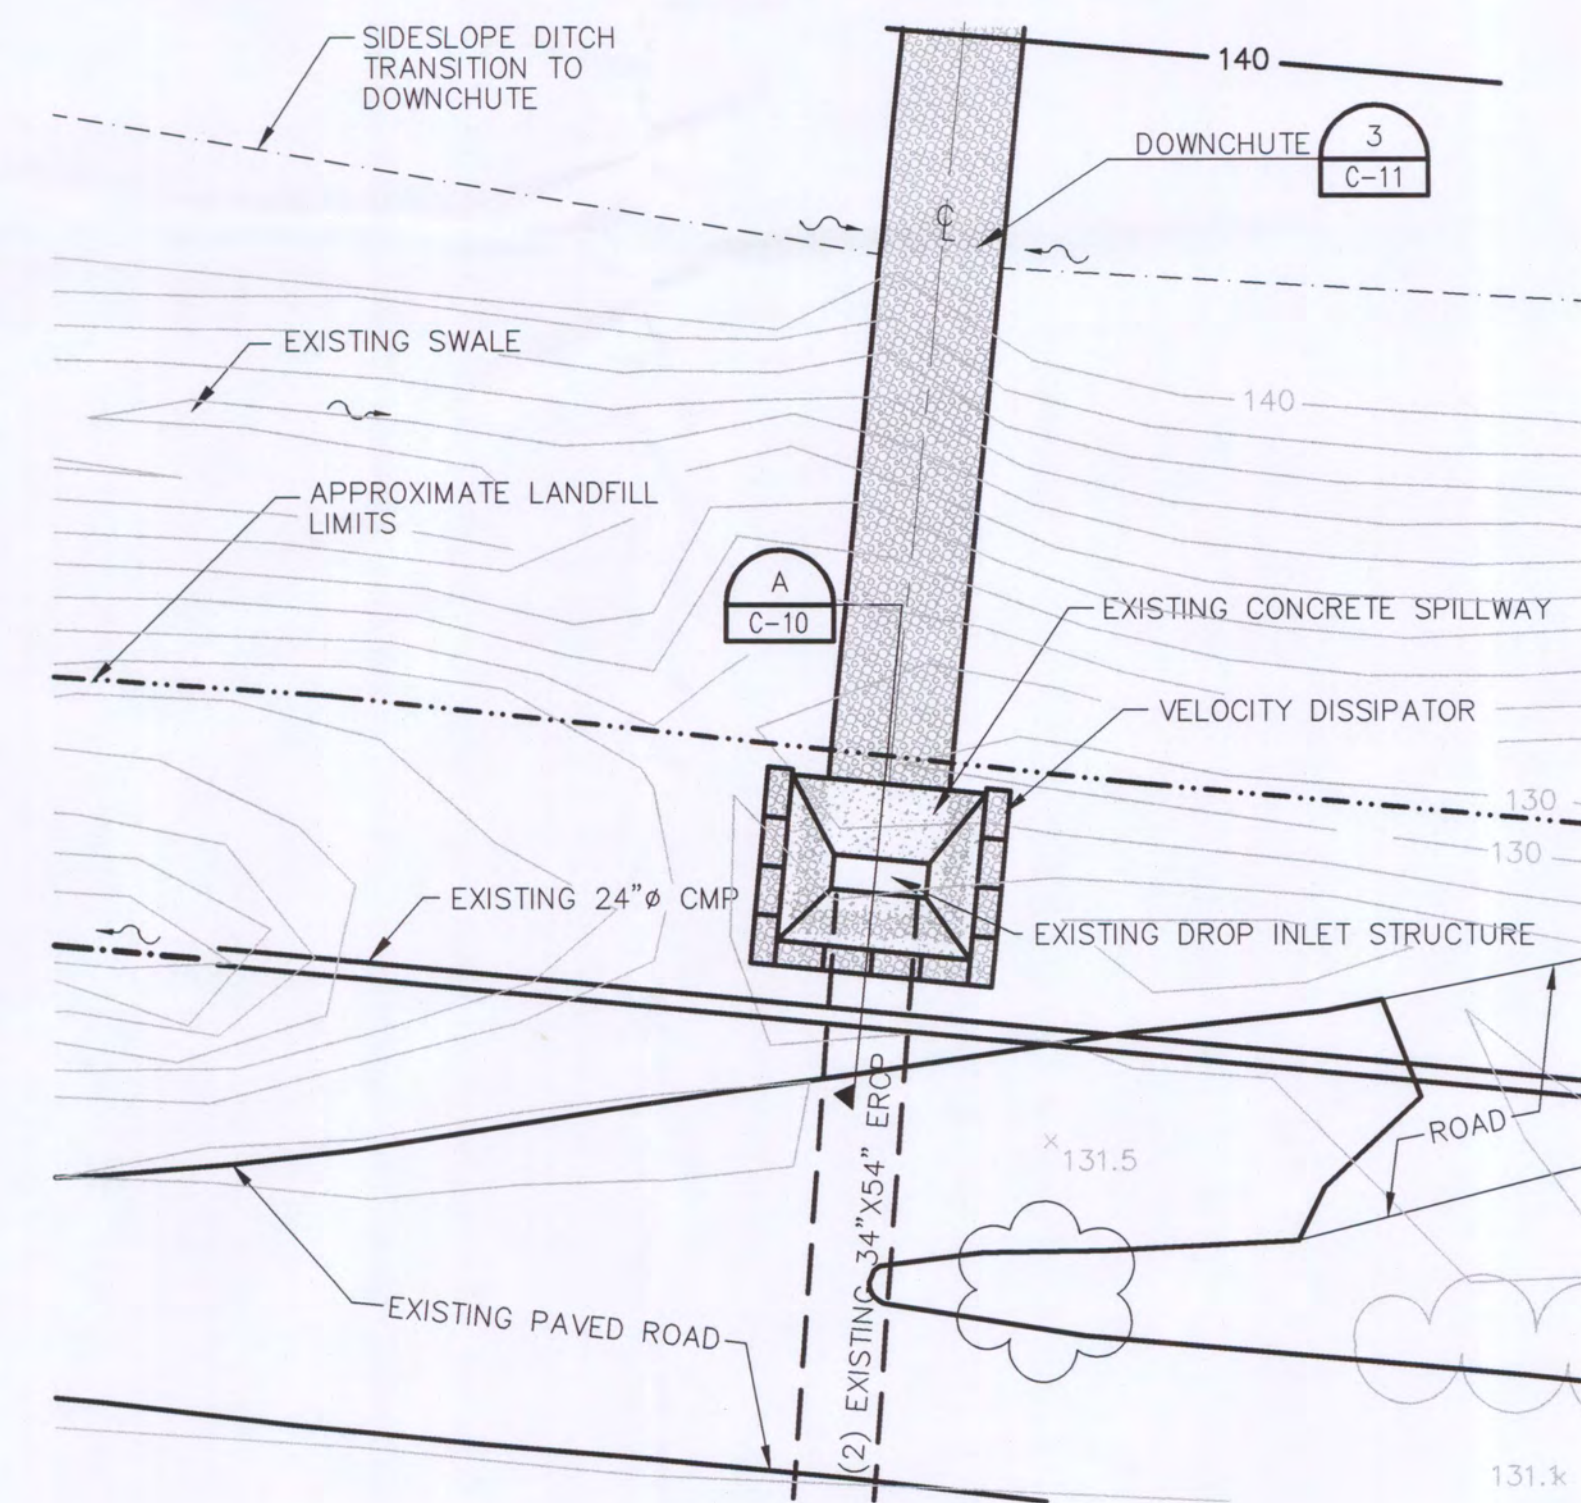 SIDESLOPE DITCH
TRANSITION TO
DOWNCHUTE
140
DOWNCHUTE
3
C-11
℄
EXISTING SWALE
140
APPROXIMATE LANDFILL
LIMITS
A
C-10
EXISTING CONCRETE SPILLWAY
VELOCITY DISSIPATOR
130
130
EXISTING 24"ø CMP
EXISTING DROP INLET STRUCTURE
ROAD
131.5
(2) EXISTING 34"X54" ERCP
EXISTING PAVED ROAD
131.1